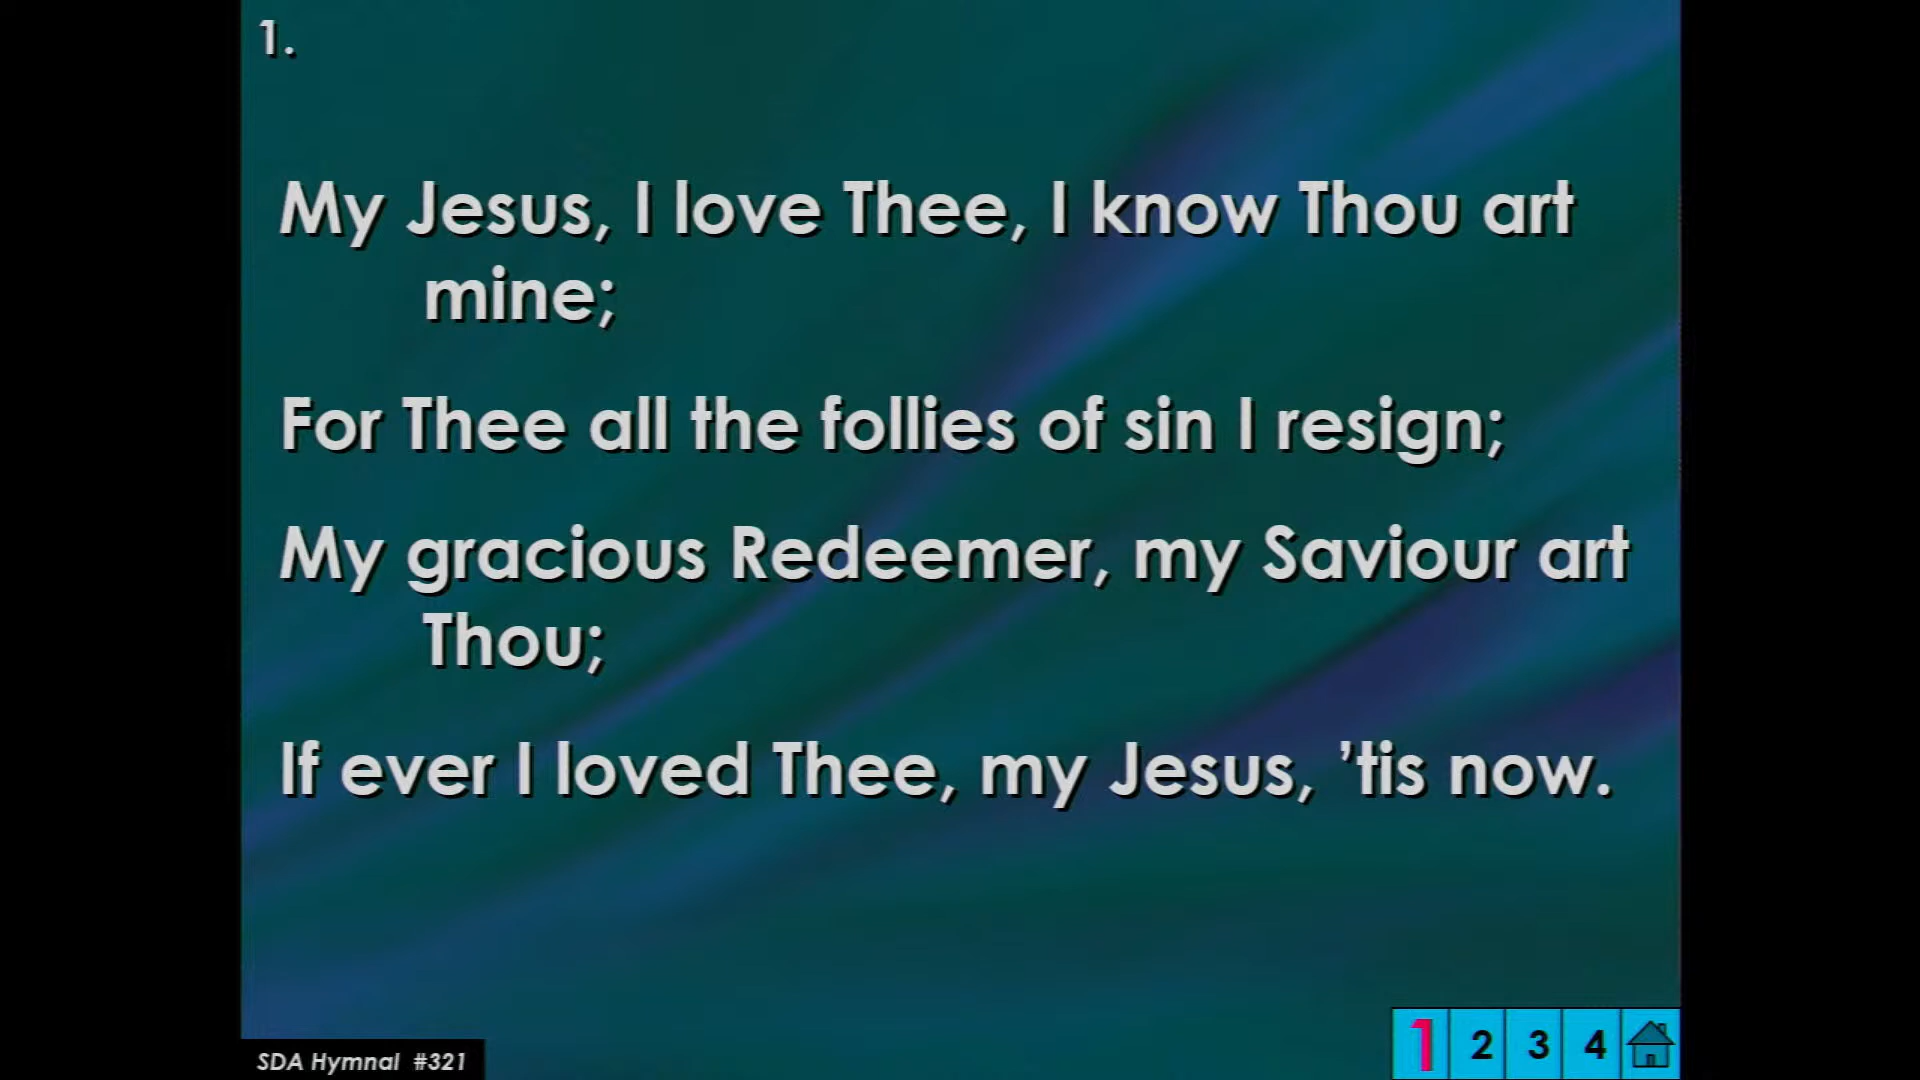 1.
My Jesus, I love Thee, I know Thou art
mine;
For Thee all the follies of sin I resign;
My gracious Redeemer, my Saviour art
Thou;
If ever I loved Thee, my Jesus, ’tis now.
SDA Hymnal #321
1 2 3 4